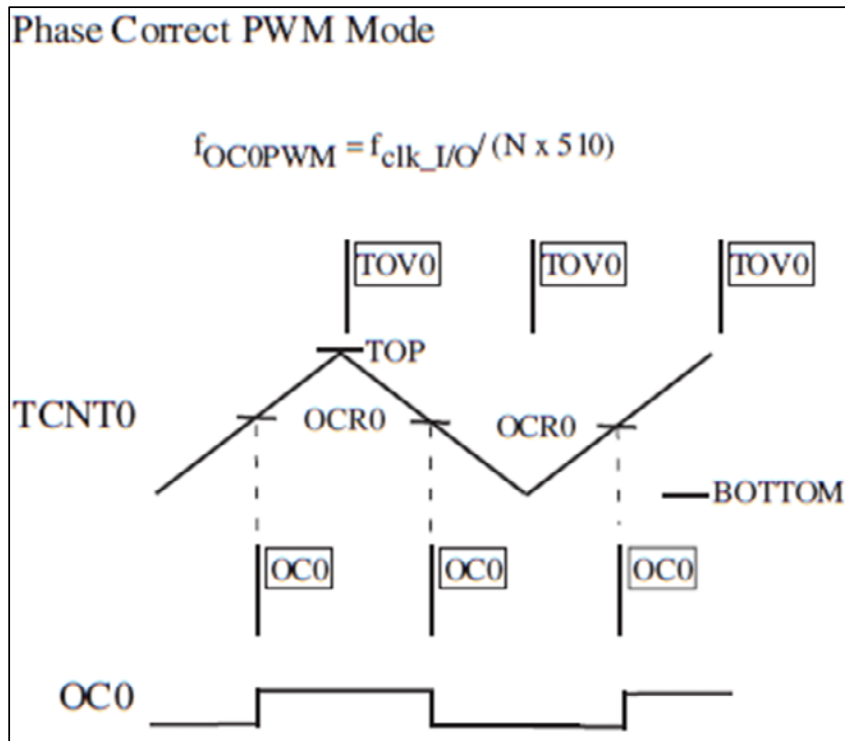 Phase Correct PWM Mode
fOC0PWM = fclk_I/O/ (N x 510)
TOV0 TOV0 TOV0
TOP
TCNT0 OCR0 OCR0
BOTTOM
OC0 OC0 OC0
OC0